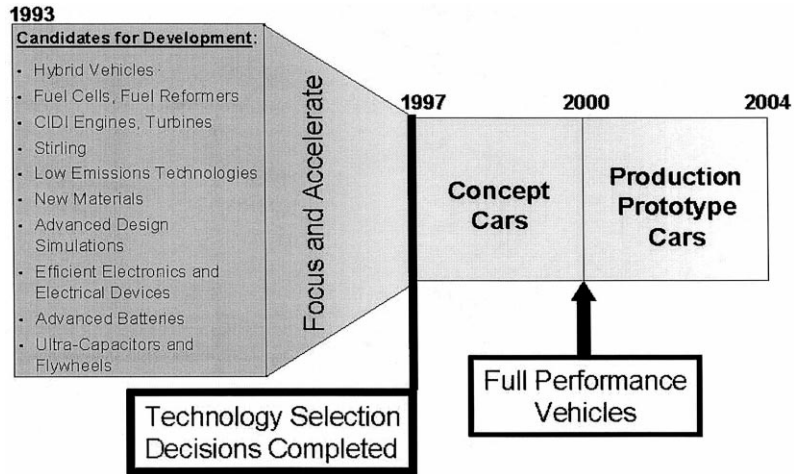 1993
Candidates for Development:
• Hybrid Vehicles
• Fuel Cells, Fuel Reformers
• CIDI Engines, Turbines
• Stirling
• Low Emissions Technologies
• New Materials
• Advanced Design
Simulations
• Efficient Electronics and
Electrical Devices
• Advanced Batteries
• Ultra-Capacitors and
Flywheels
Focus and Accelerate
1997
2000
2004
Concept
Cars
Production
Prototype
Cars
Technology Selection
Decisions Completed
Full Performance
Vehicles